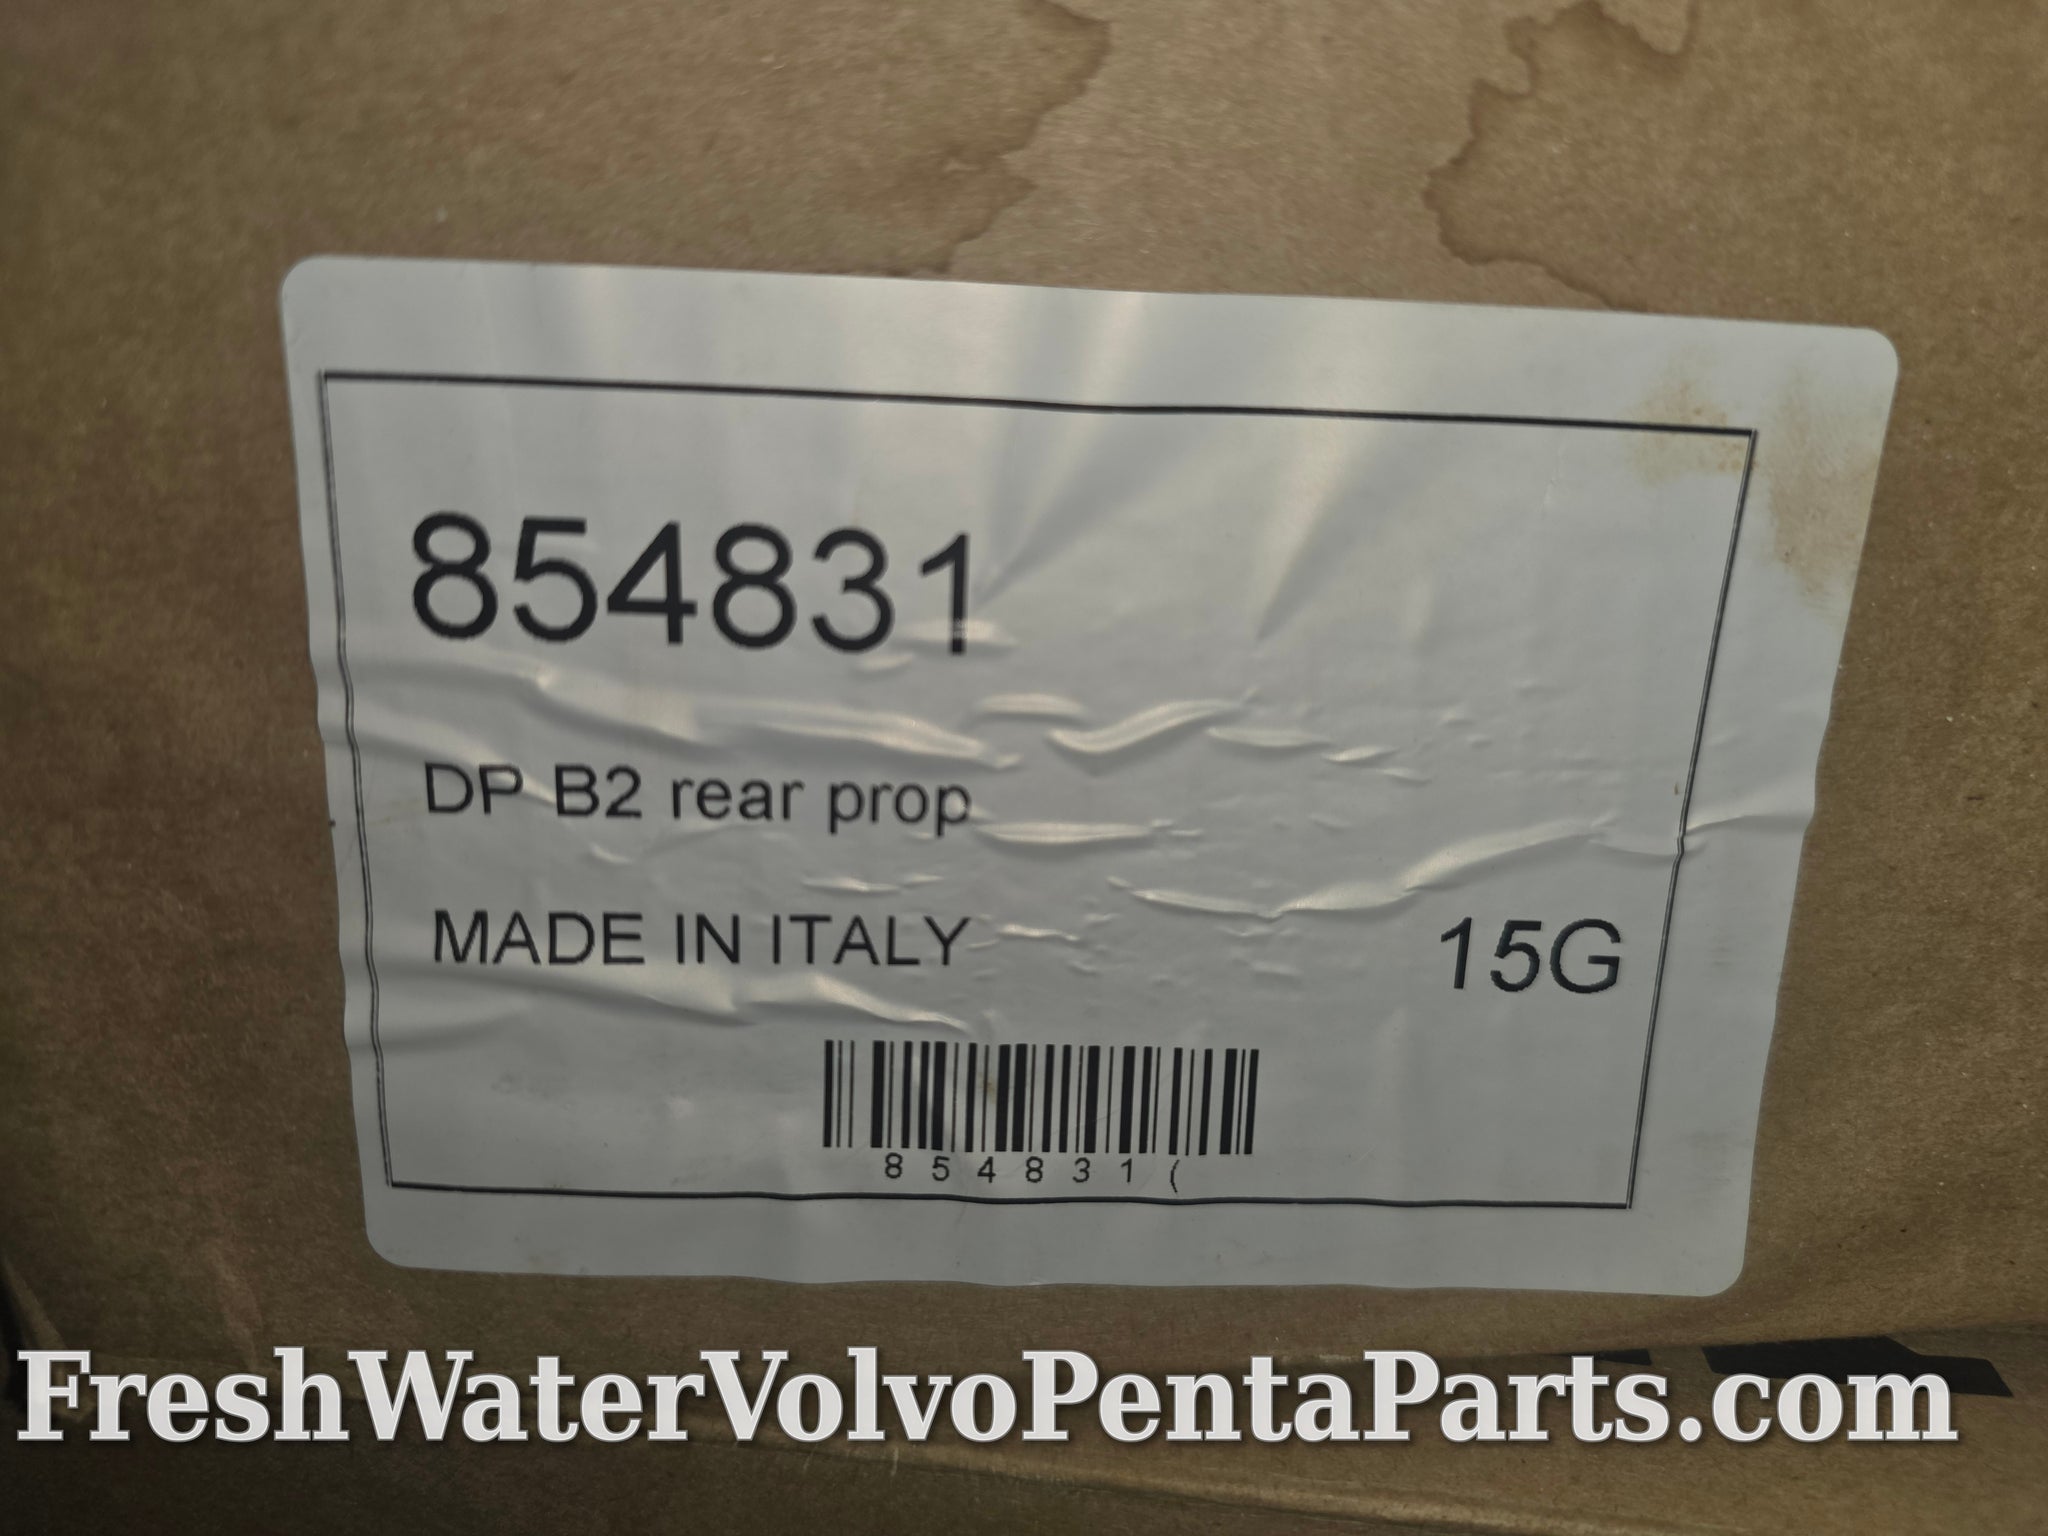 854831
DP B2 rear prop
MADE IN ITALY
15G
854831(
FreshWaterVolvoPentaParts.com